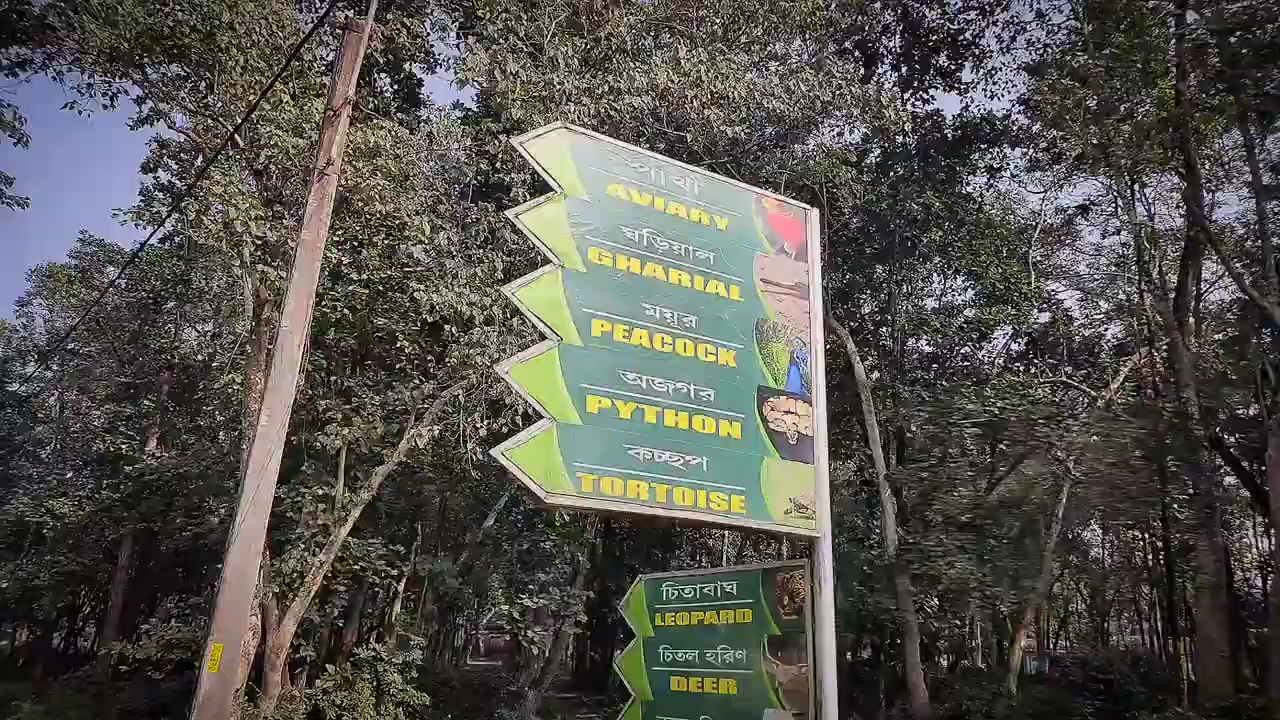 পাখী
AVIARY
ঘড়িয়াল
GHARIAL
ময়ূর
PEACOCK
অজগর
PYTHON
কচ্ছপ
TORTOISE
চিতাবাঘ
LEOPARD
চিতল হরিণ
DEER